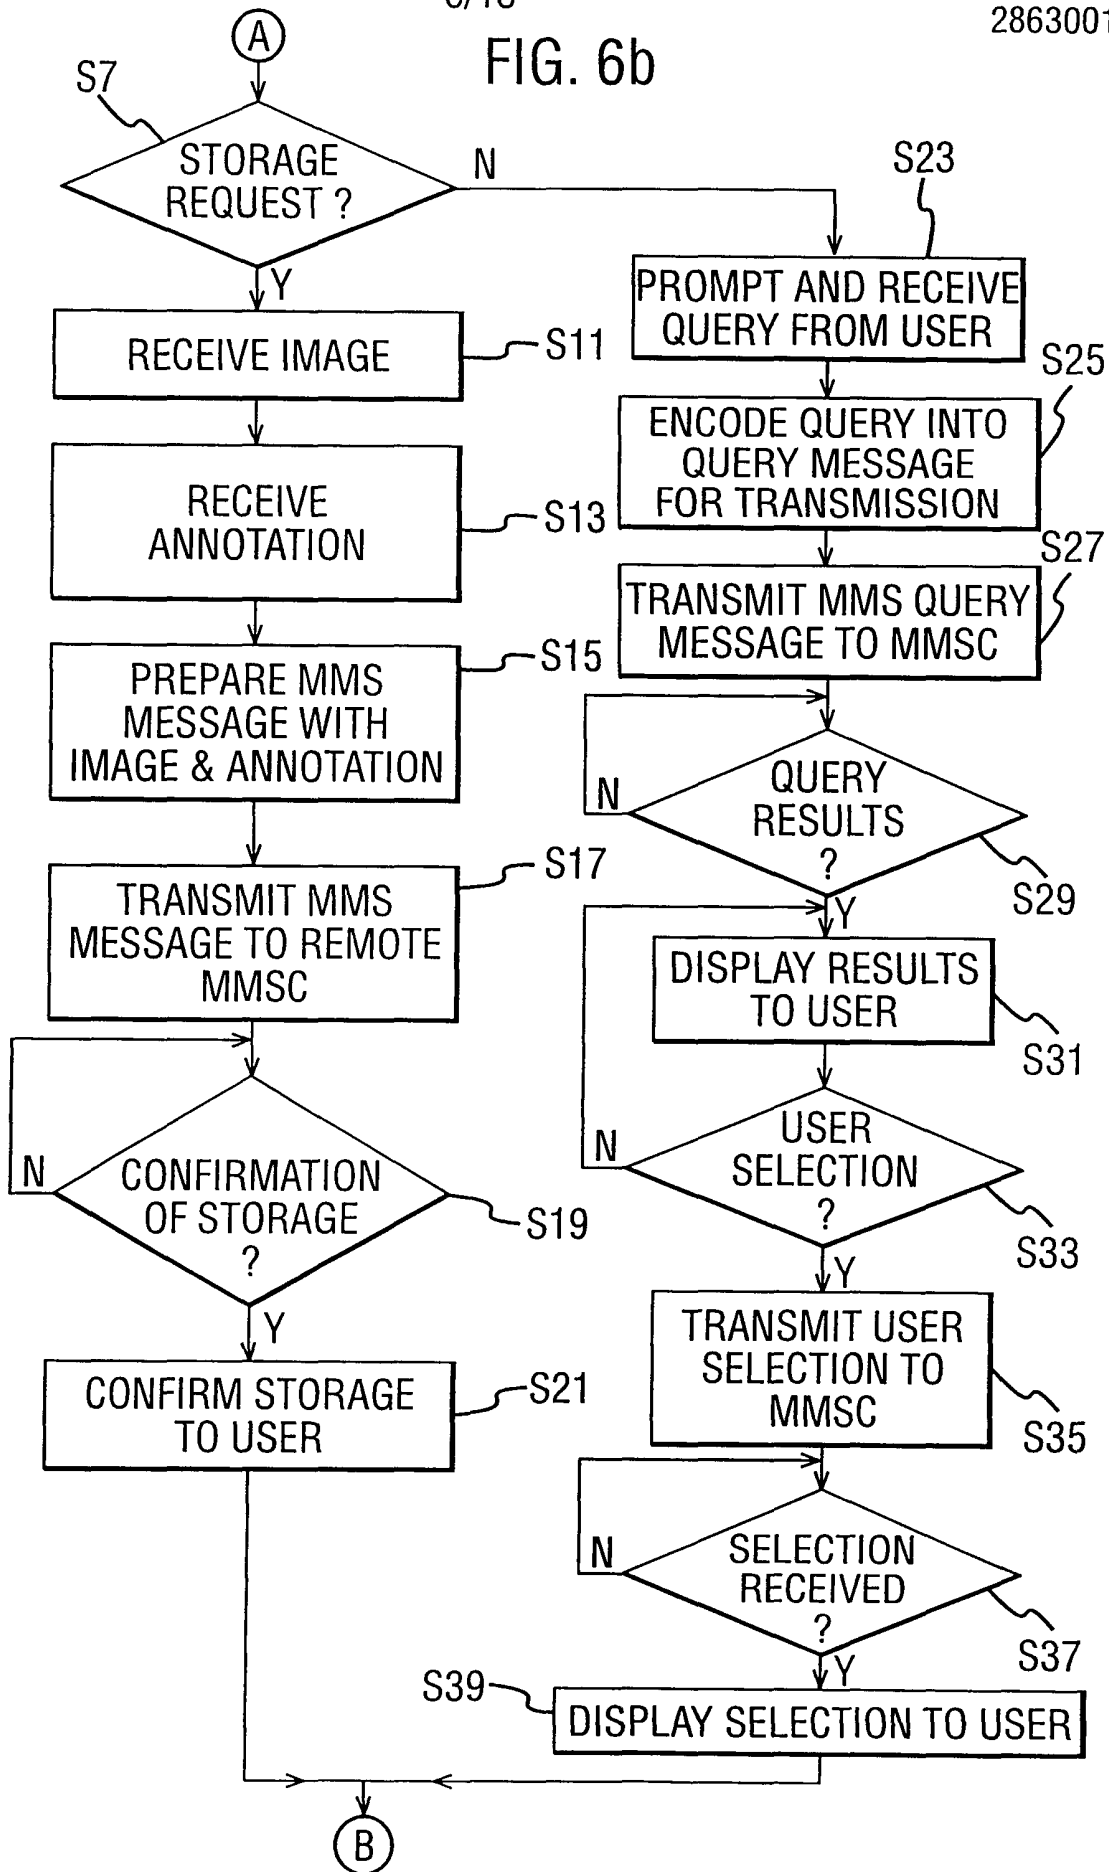 A
2863001
FIG. 6b
S7
STORAGE
REQUEST ?
N
Y
RECEIVE IMAGE
S11
RECEIVE
ANNOTATION
S13
PREPARE MMS
MESSAGE WITH
IMAGE & ANNOTATION
S15
TRANSMIT MMS
MESSAGE TO REMOTE
MMSC
S17
N
CONFIRMATION
OF STORAGE
?
S19
Y
CONFIRM STORAGE
TO USER
S21
S23
PROMPT AND RECEIVE
QUERY FROM USER
S25
ENCODE QUERY INTO
QUERY MESSAGE
FOR TRANSMISSION
S27
TRANSMIT MMS QUERY
MESSAGE TO MMSC
N
QUERY
RESULTS
?
S29
Y
DISPLAY RESULTS
TO USER
S31
N
USER
SELECTION
?
S33
Y
TRANSMIT USER
SELECTION TO
MMSC
S35
N
SELECTION
RECEIVED
?
S37
Y
S39
DISPLAY SELECTION TO USER
B